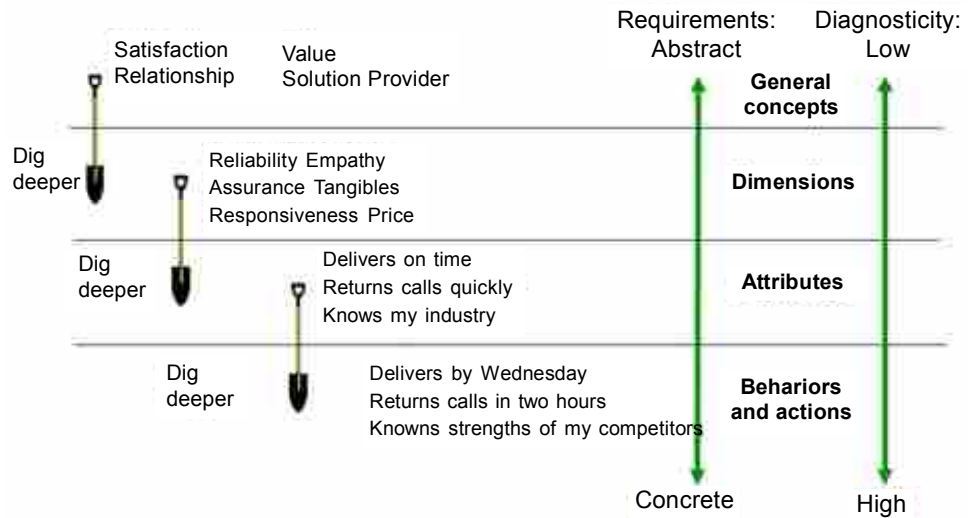 Requirements:
Abstract
Diagnosticity:
Low
Satisfaction
Relationship
Value
Solution Provider
General
concepts
Dig
deeper
Reliability Empathy
Assurance Tangibles
Responsiveness Price
Dimensions
Dig
deeper
Delivers on time
Returns calls quickly
Knows my industry
Attributes
Dig
deeper
Delivers by Wednesday
Returns calls in two hours
Knowns strengths of my competitors
Behariors
and actions
Concrete
High